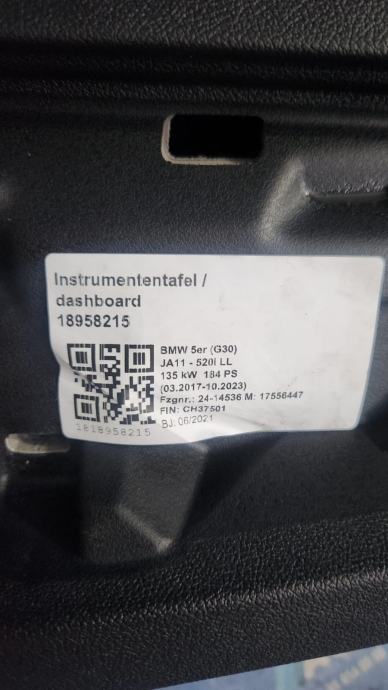 Instrumententafel /
dashboard
18958215
BMW 5er (G30)
JA11 - 520i LL
135 kW 184 PS
(03.2017-10.2023)
Fzgnr.: 24-14536 M: 17556447
FIN: CH37501
BJ: 06/2021
1818958215